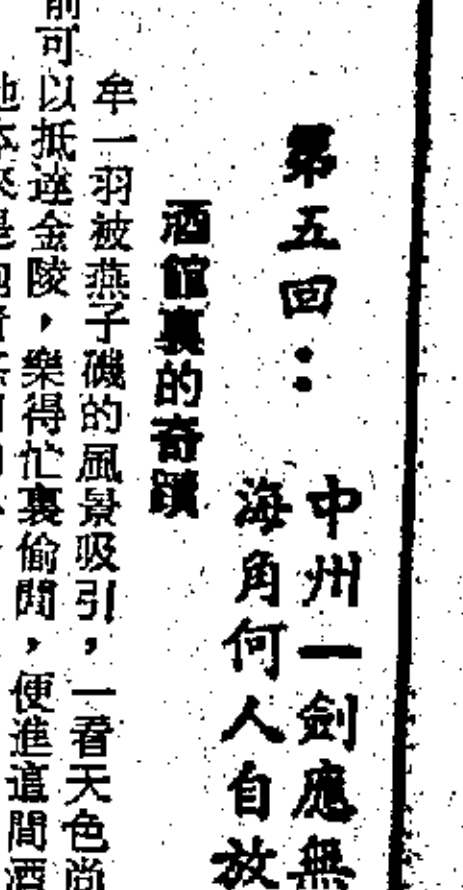 第五回：
中州一劍應無
海角何人自放
酒館裏的奇蹟
牟一羽被燕子磯的風景吸引，一看天色尚
前可以抵達金陵，樂得忙裏偷閒，便進這間酒